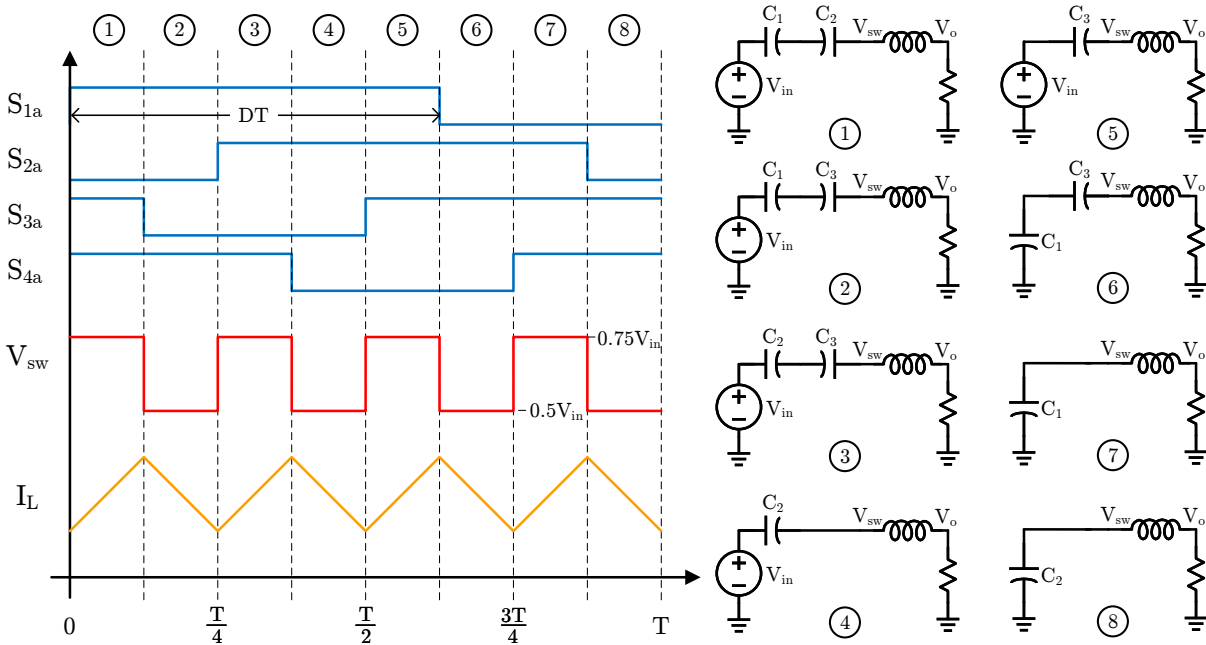 1 2 3 4 5 6 7 8
S1a
DT
S2a
S3a
S4a
Vsw
0.75Vin
0.5Vin
IL
0
T/4
T/2
3T/4
T
C1 C2 Vsw Vo
Vin
1
C1 C3 Vsw Vo
Vin
2
C2 C3 Vsw Vo
Vin
3
C2 Vsw Vo
Vin
4
C3 Vsw Vo
Vin
5
C3 Vsw Vo
C1
6
Vsw Vo
C1
7
Vsw Vo
C2
8